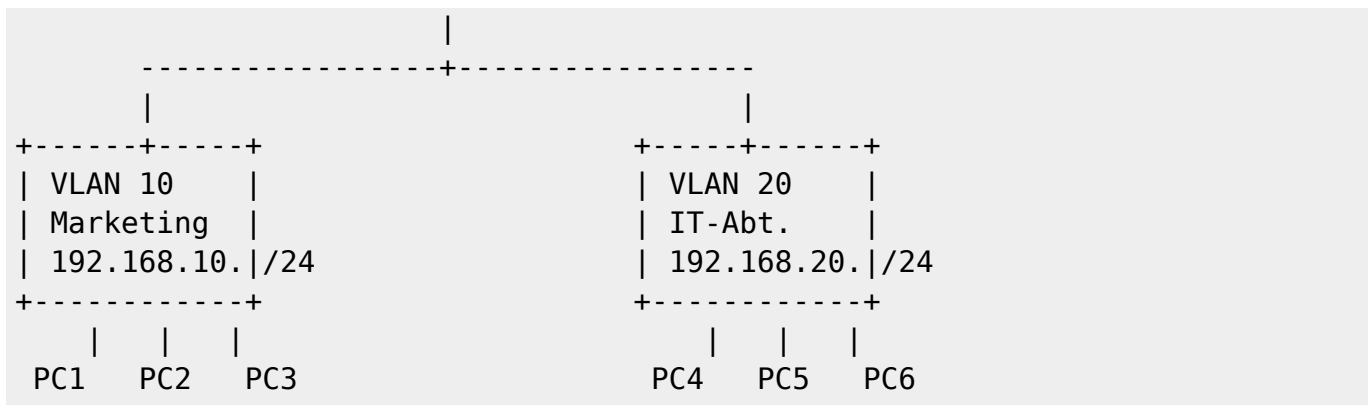 |
       -----------------+-----------------
       |                                 |
+------+-----+                     +-----+------+
| VLAN 10    |                     | VLAN 20    |
| Marketing  |                     | IT-Abt.    |
| 192.168.10.|/24                  | 192.168.20.|/24
+------------+                     +------------+
    |   |   |                          |   |   |
 PC1   PC2   PC3                    PC4   PC5   PC6